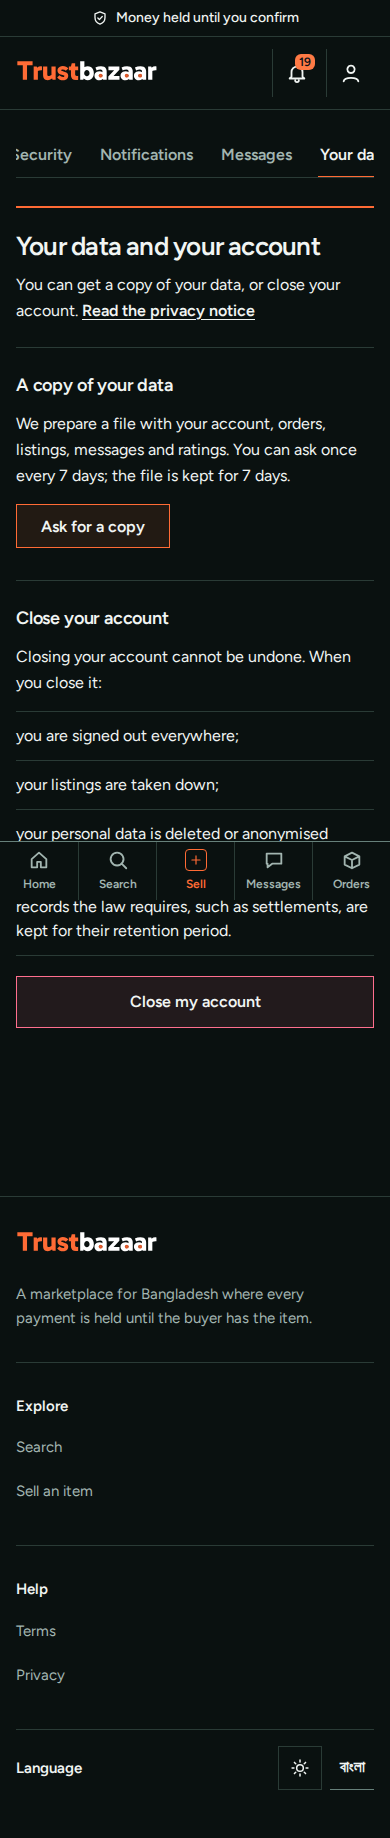 Money held until you confirm
Trustbazaar
19
Security Notifications Messages Your da
Your data and your account
You can get a copy of your data, or close your
account. Read the privacy notice
A copy of your data
We prepare a file with your account, orders,
listings, messages and ratings. You can ask once
every 7 days; the file is kept for 7 days.
Ask for a copy
Close your account
Closing your account cannot be undone. When
you close it:
you are signed out everywhere;
your listings are taken down;
your personal data is deleted or anonymised
Home Search Sell Messages Orders
records the law requires, such as settlements, are
kept for their retention period.
Close my account
Trustbazaar
A marketplace for Bangladesh where every
payment is held until the buyer has the item.
Explore
Search
Sell an item
Help
Terms
Privacy
Language বাংলা